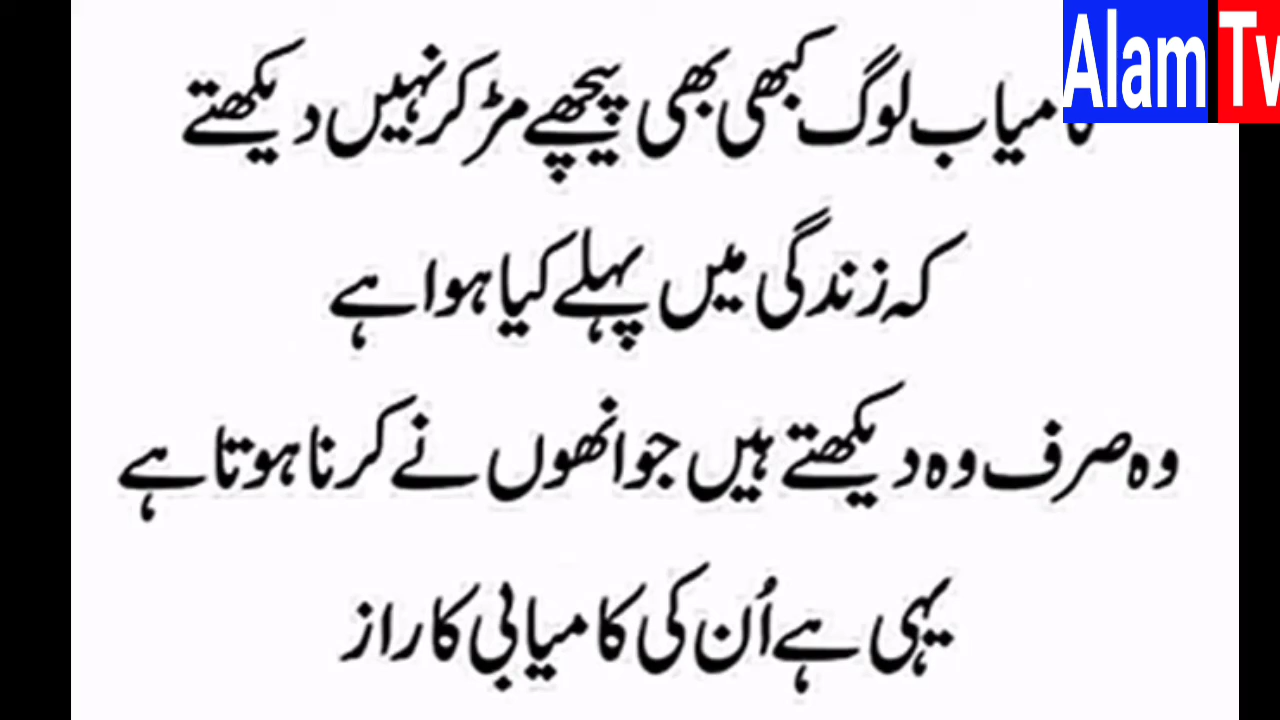 Alam Tv
کامیاب لوگ کبھی بھی پیچھے مڑ کر نہیں دیکھتے
کہ زندگی میں پہلے کیا ہوا ہے
وہ صرف وہ دیکھتے ہیں جو انھوں نے کرنا ہوتا ہے
یہی ہے اُن کی کامیابی کا راز